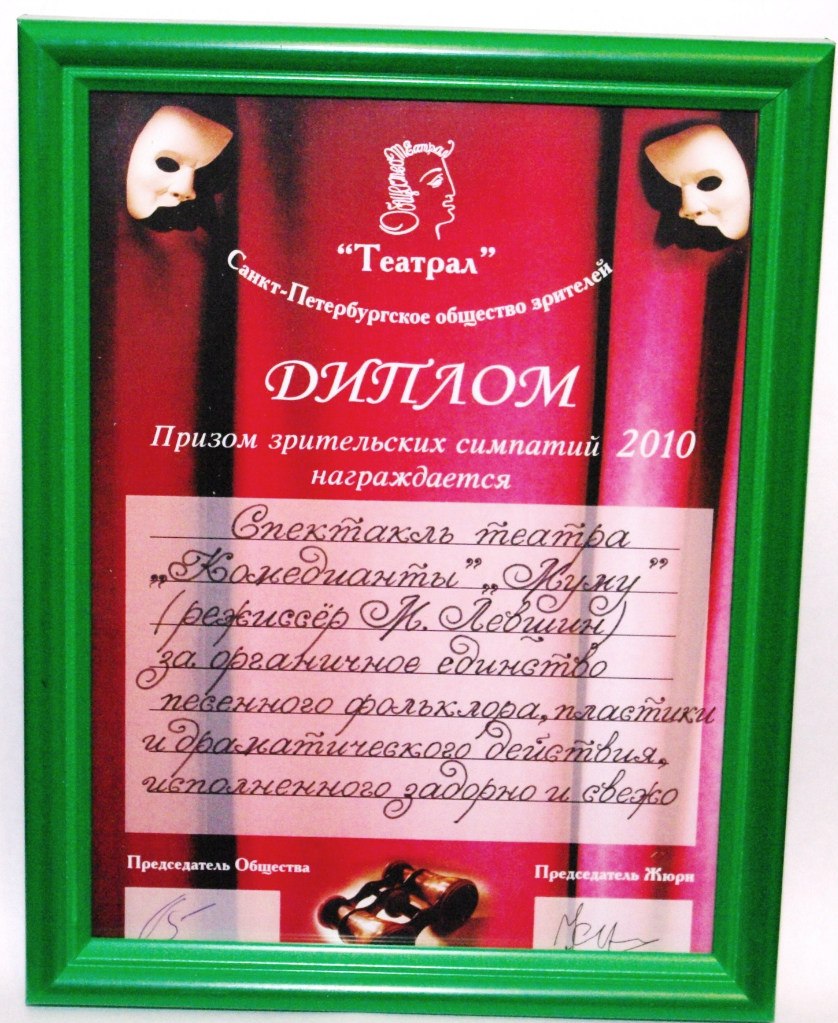 Общество Театрал
“Театрал”
Санкт-Петербургское общество зрителей
ДИПЛОМ
Призом зрительских симпатий 2010
награждается
Спектакль театра
„Комедианты” „Муму”
(режиссёр М. Левшин)
за органичное единство
песенного фольклора, пластики
и драматического действия,
исполненного задорно и свежо
Председатель Общества
Председатель Жюри